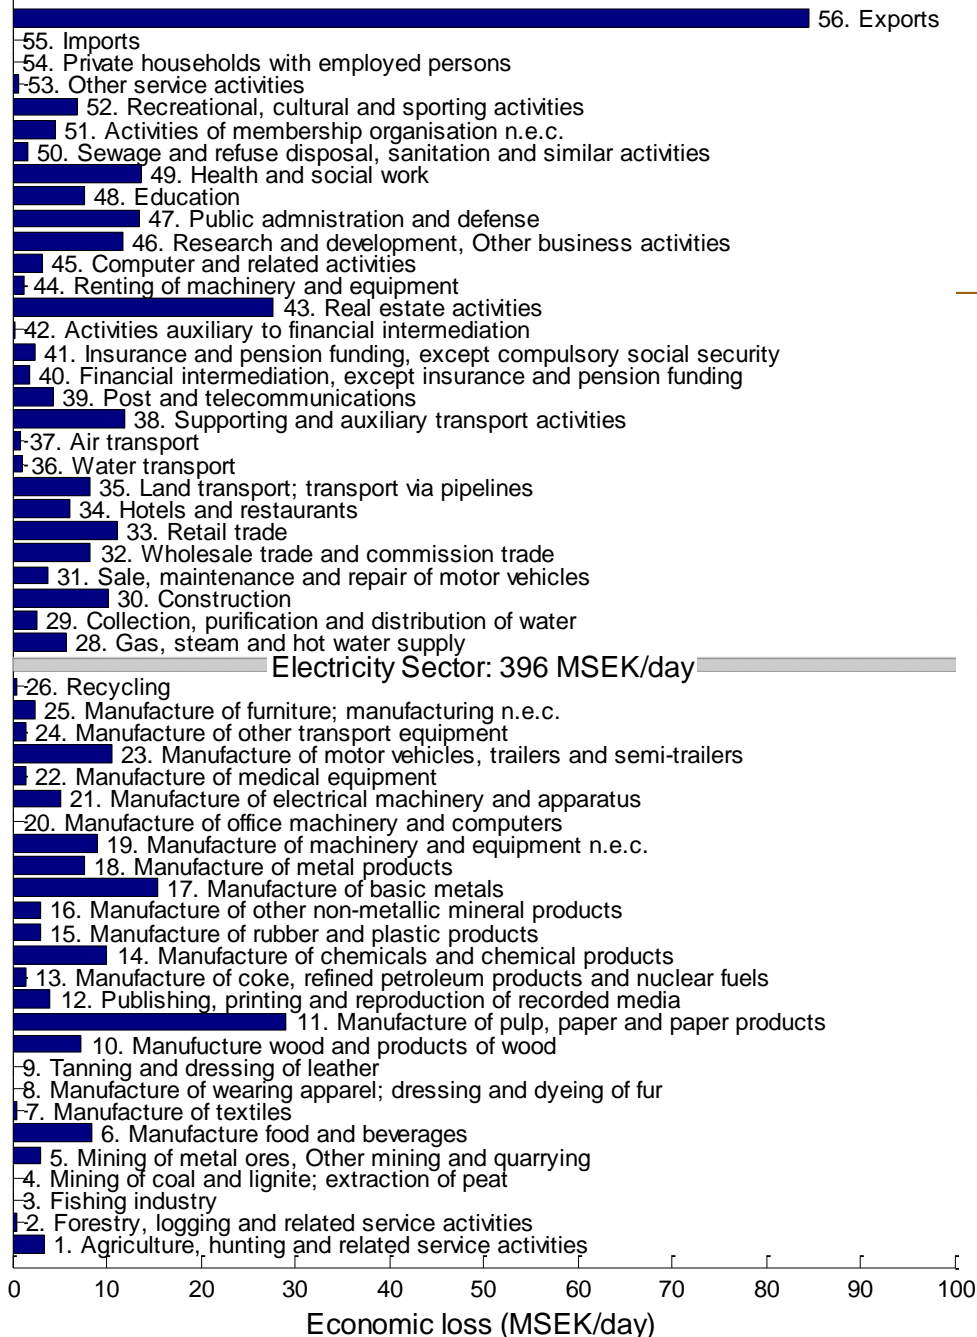 56. Exports
55. Imports
54. Private households with employed persons
53. Other service activities
52. Recreational, cultural and sporting activities
51. Activities of membership organisation n.e.c.
50. Sewage and refuse disposal, sanitation and similar activities
49. Health and social work
48. Education
47. Public admnistration and defense
46. Research and development, Other business activities
45. Computer and related activities
44. Renting of machinery and equipment
43. Real estate activities
42. Activities auxiliary to financial intermediation
41. Insurance and pension funding, except compulsory social security
40. Financial intermediation, except insurance and pension funding
39. Post and telecommunications
38. Supporting and auxiliary transport activities
37. Air transport
36. Water transport
35. Land transport; transport via pipelines
34. Hotels and restaurants
33. Retail trade
32. Wholesale trade and commission trade
31. Sale, maintenance and repair of motor vehicles
30. Construction
29. Collection, purification and distribution of water
28. Gas, steam and hot water supply
Electricity Sector: 396 MSEK/day
26. Recycling
25. Manufacture of furniture; manufacturing n.e.c.
24. Manufacture of other transport equipment
23. Manufacture of motor vehicles, trailers and semi-trailers
22. Manufacture of medical equipment
21. Manufacture of electrical machinery and apparatus
20. Manufacture of office machinery and computers
19. Manufacture of machinery and equipment n.e.c.
18. Manufacture of metal products
17. Manufacture of basic metals
16. Manufacture of other non-metallic mineral products
15. Manufacture of rubber and plastic products
14. Manufacture of chemicals and chemical products
13. Manufacture of coke, refined petroleum products and nuclear fuels
12. Publishing, printing and reproduction of recorded media
11. Manufacture of pulp, paper and paper products
10. Manufucture wood and products of wood
9. Tanning and dressing of leather
8. Manufacture of wearing apparel; dressing and dyeing of fur
7. Manufacture of textiles
6. Manufacture food and beverages
5. Mining of metal ores, Other mining and quarrying
4. Mining of coal and lignite; extraction of peat
3. Fishing industry
2. Forestry, logging and related service activities
1. Agriculture, hunting and related service activities
0 10 20 30 40 50 60 70 80 90 100
Economic loss (MSEK/day)